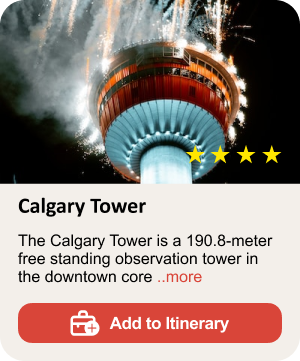 Calgary Tower
The Calgary Tower is a 190.8-meter
free standing observation tower in
the downtown core ..more
Add to Itinerary